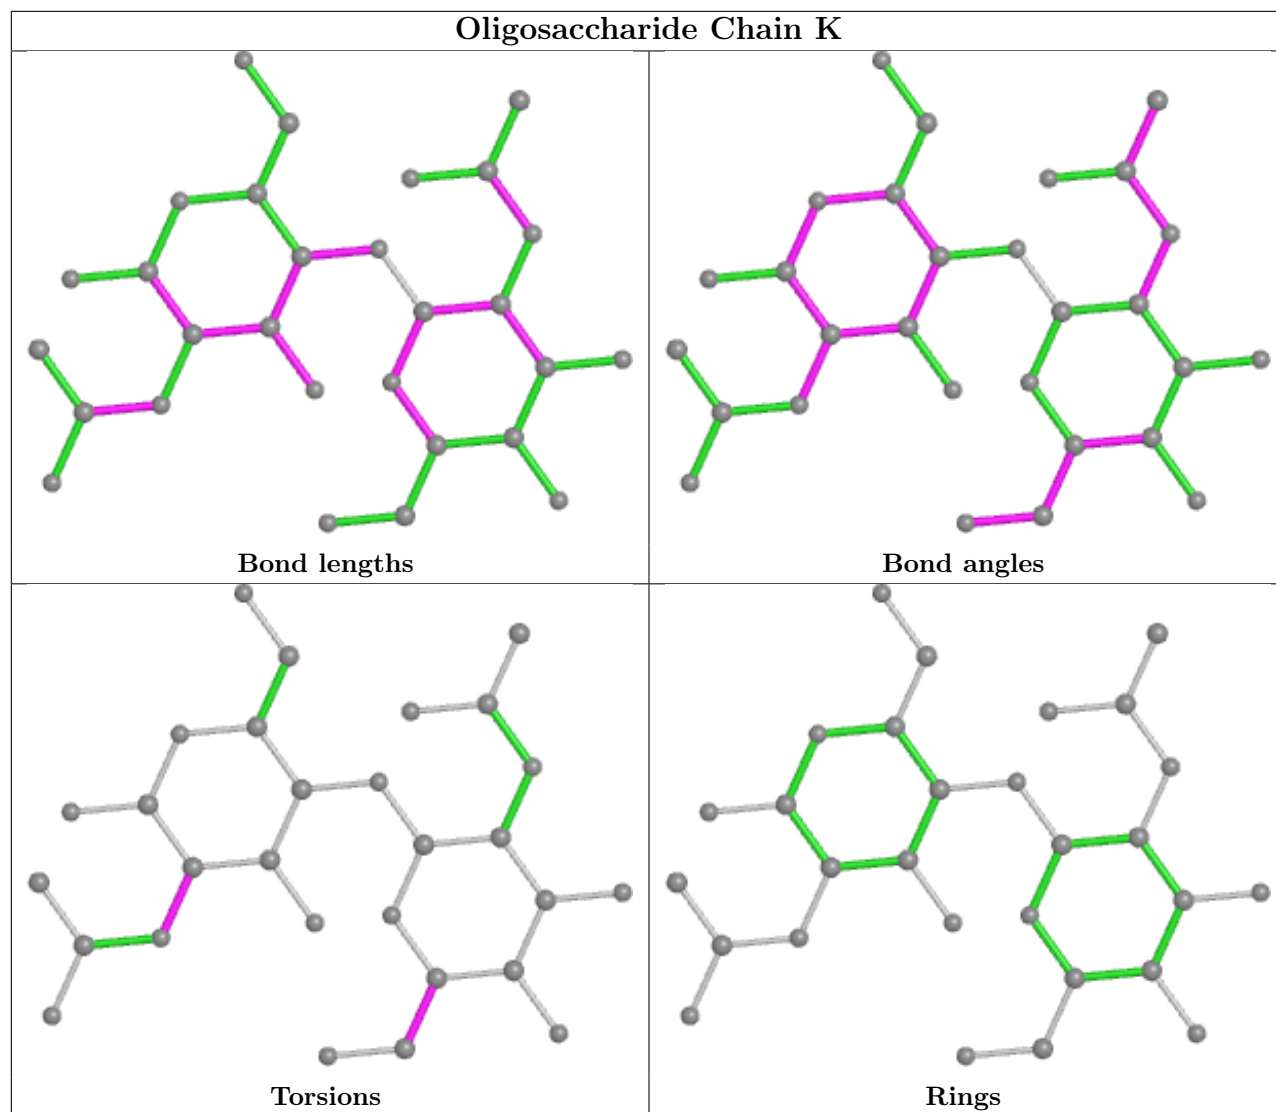 Oligosaccharide Chain K
Bond lengths
Bond angles
Torsions
Rings